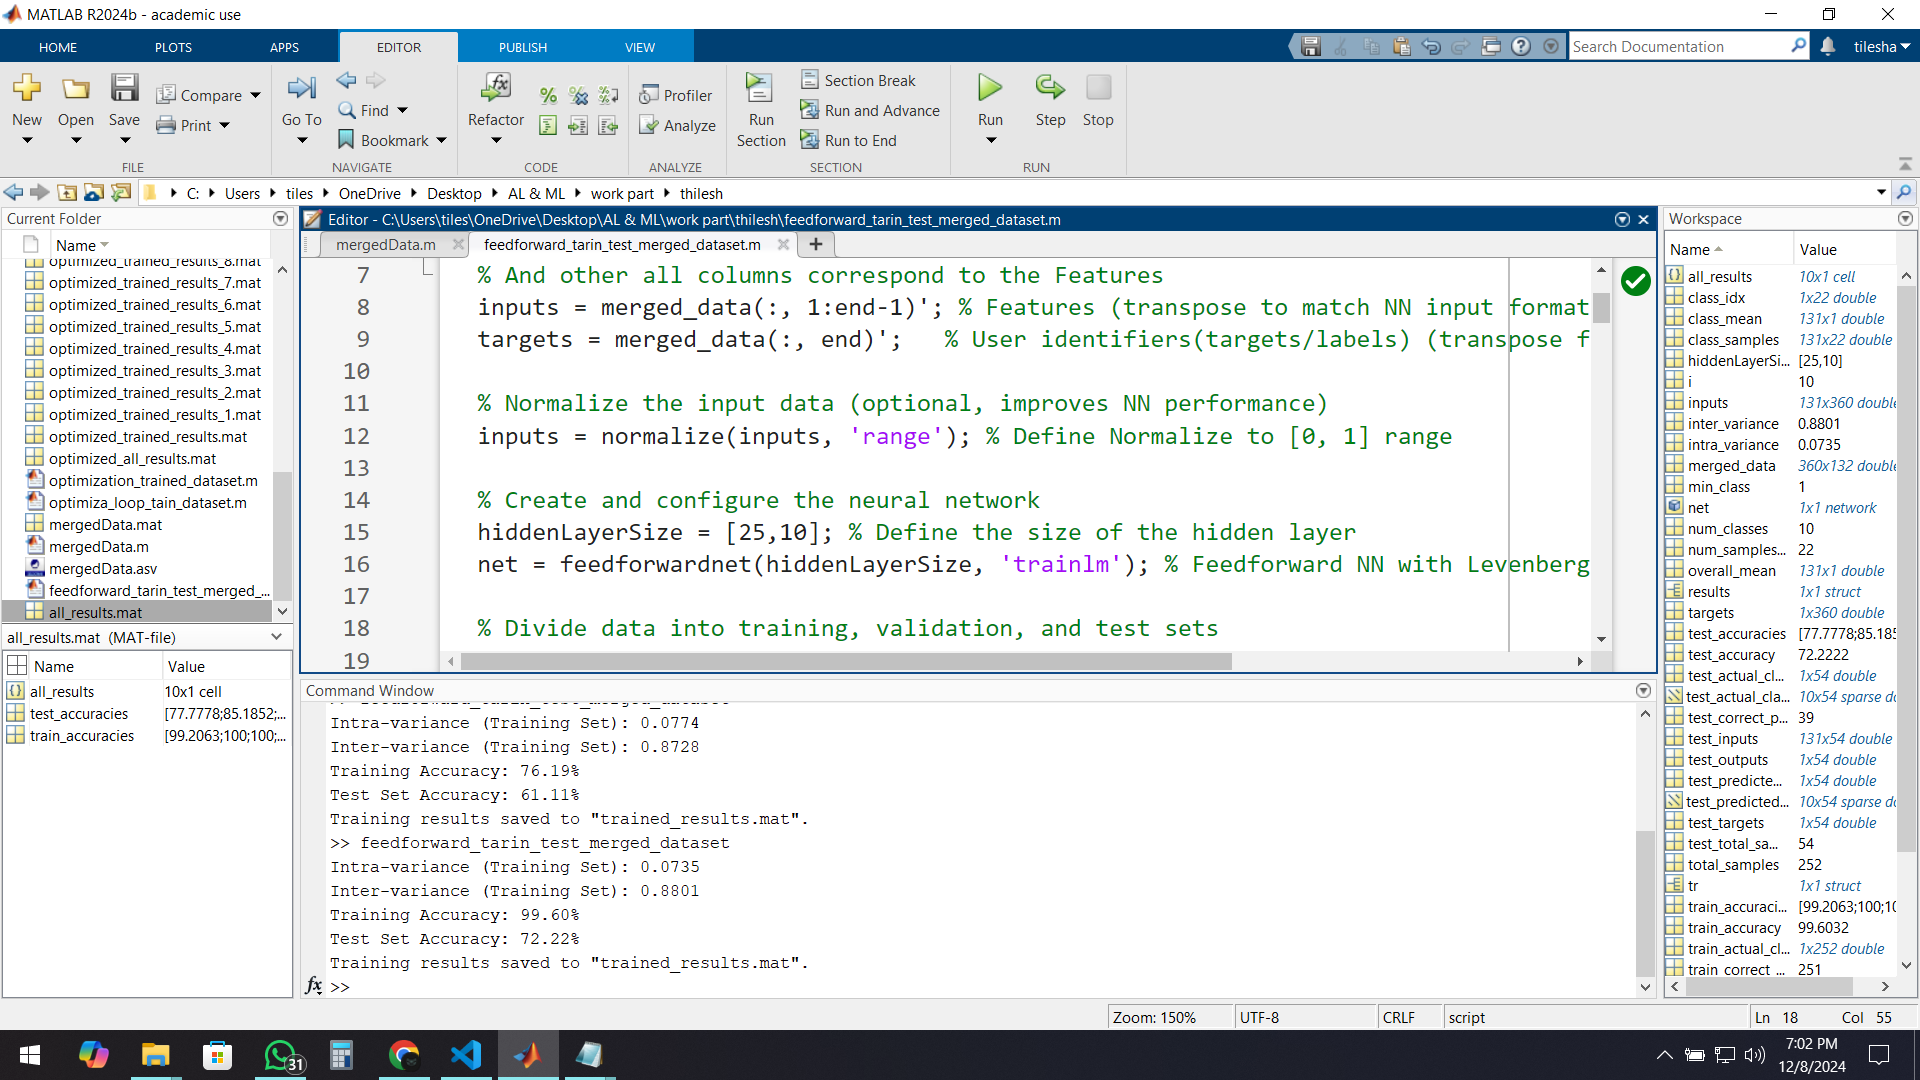 MATLAB R2024b - academic use
HOME PLOTS APPS EDITOR PUBLISH VIEW
Search Documentation
tilesha
New
Open
Save
Compare
Print
FILE
Go To
Find
Bookmark
NAVIGATE
Refactor
CODE
Profiler
Analyze
ANALYZE
Run Section
Section Break
Run and Advance
Run to End
SECTION
Run
Step
Stop
RUN
C: Users tiles OneDrive Desktop AL & ML work part thilesh
Current Folder
Name
optimized_trained_results_8.mat
optimized_trained_results_7.mat
optimized_trained_results_6.mat
optimized_trained_results_5.mat
optimized_trained_results_4.mat
optimized_trained_results_3.mat
optimized_trained_results_2.mat
optimized_trained_results_1.mat
optimized_trained_results.mat
optimized_all_results.mat
optimization_trained_dataset.m
optimiza_loop_tain_dataset.m
mergedData.mat
mergedData.m
mergedData.asv
feedforward_tarin_test_merged_...
all_results.mat
all_results.mat (MAT-file)
Name Value
all_results 10x1 cell
test_accuracies [77.7778;85.1852;...
train_accuracies [99.2063;100;100;...
Editor - C:\Users\tiles\OneDrive\Desktop\AL & ML\work part\thilesh\feedforward_tarin_test_merged_dataset.m
mergedData.m feedforward_tarin_test_merged_dataset.m
7 % And other all columns correspond to the Features
8 inputs = merged_data(:, 1:end-1)'; % Features (transpose to match NN input format
9 targets = merged_data(:, end)'; % User identifiers(targets/labels) (transpose f
10
11 % Normalize the input data (optional, improves NN performance)
12 inputs = normalize(inputs, 'range'); % Define Normalize to [0, 1] range
13
14 % Create and configure the neural network
15 hiddenLayerSize = [25,10]; % Define the size of the hidden layer
16 net = feedforwardnet(hiddenLayerSize, 'trainlm'); % Feedforward NN with Levenberg
17
18 % Divide data into training, validation, and test sets
19
Command Window
Intra-variance (Training Set): 0.0774
Inter-variance (Training Set): 0.8728
Training Accuracy: 76.19%
Test Set Accuracy: 61.11%
Training results saved to "trained_results.mat".
>> feedforward_tarin_test_merged_dataset
Intra-variance (Training Set): 0.0735
Inter-variance (Training Set): 0.8801
Training Accuracy: 99.60%
Test Set Accuracy: 72.22%
Training results saved to "trained_results.mat".
fx >>
Workspace
Name Value
all_results 10x1 cell
class_idx 1x22 double
class_mean 131x1 double
class_samples 131x22 double
hiddenLayerSi... [25,10]
i 10
inputs 131x360 double
inter_variance 0.8801
intra_variance 0.0735
merged_data 360x132 double
min_class 1
net 1x1 network
num_classes 10
num_samples... 22
overall_mean 131x1 double
results 1x1 struct
targets 1x360 double
test_accuracies [77.7778;85.185
test_accuracy 72.2222
test_actual_cl... 1x54 double
test_actual_cla... 10x54 sparse do
test_correct_p... 39
test_inputs 131x54 double
test_outputs 1x54 double
test_predicte... 1x54 double
test_predicted... 10x54 sparse do
test_targets 1x54 double
test_total_sa... 54
total_samples 252
tr 1x1 struct
train_accuraci... [99.2063;100;10
train_accuracy 99.6032
train_actual_cl... 1x252 double
train_correct_... 251
Zoom: 150% UTF-8 CRLF script Ln 18 Col 55
31
7:02 PM
12/8/2024